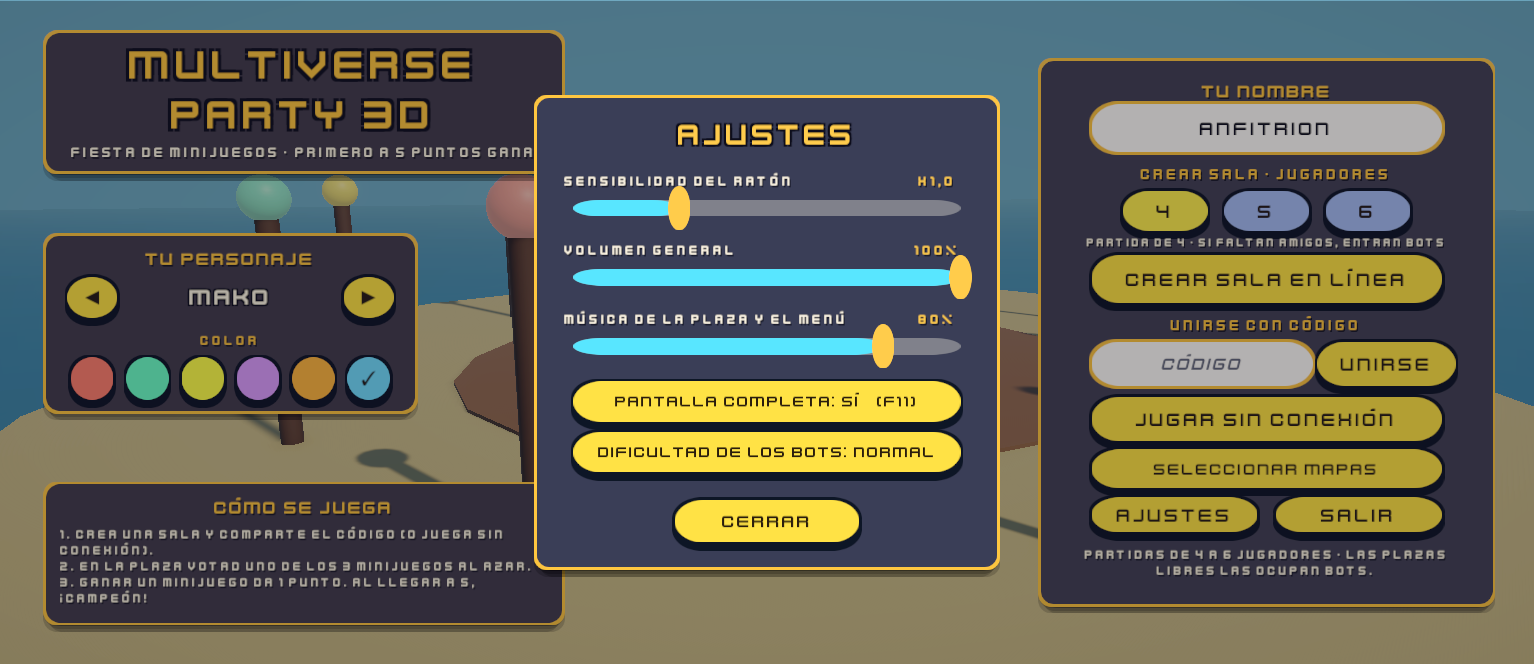 MULTIVERSE
PARTY 3D
FIESTA DE MINIJUEGOS · PRIMERO A 5 PUNTOS GANA
TU PERSONAJE
◀ MAKO ▶
COLOR
✓
CÓMO SE JUEGA
1. CREA UNA SALA Y COMPARTE EL CÓDIGO (O JUEGA SIN
CONEXIÓN).
2. EN LA PLAZA VOTAD UNO DE LOS 3 MINIJUEGOS AL AZAR.
3. GANAR UN MINIJUEGO DA 1 PUNTO. AL LLEGAR A 5,
¡CAMPEÓN!
AJUSTES
SENSIBILIDAD DEL RATÓN X1,0
VOLUMEN GENERAL 100%
MÚSICA DE LA PLAZA Y EL MENÚ 80%
PANTALLA COMPLETA: SÍ (F11)
DIFICULTAD DE LOS BOTS: NORMAL
CERRAR
TU NOMBRE
ANFITRION
CREAR SALA · JUGADORES
4 5 6
PARTIDA DE 4 · SI FALTAN AMIGOS, ENTRAN BOTS
CREAR SALA EN LÍNEA
UNIRSE CON CÓDIGO
CÓDIGO UNIRSE
JUGAR SIN CONEXIÓN
SELECCIONAR MAPAS
AJUSTES SALIR
PARTIDAS DE 4 A 6 JUGADORES · LAS PLAZAS
LIBRES LAS OCUPAN BOTS.